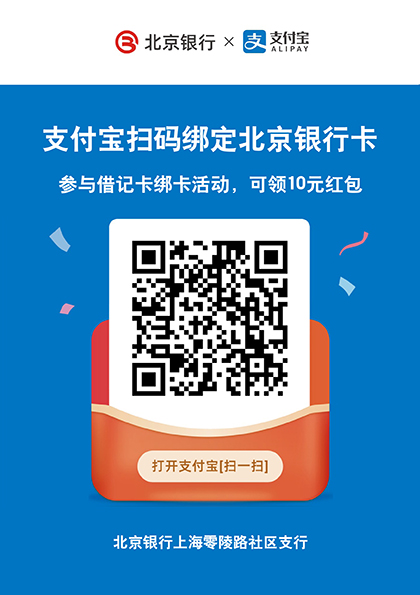 北京银行 × 支付宝
ALIPAY
支付宝扫码绑定北京银行卡
参与借记卡绑卡活动，可领10元红包
打开支付宝[扫一扫]
北京银行上海零陵路社区支行